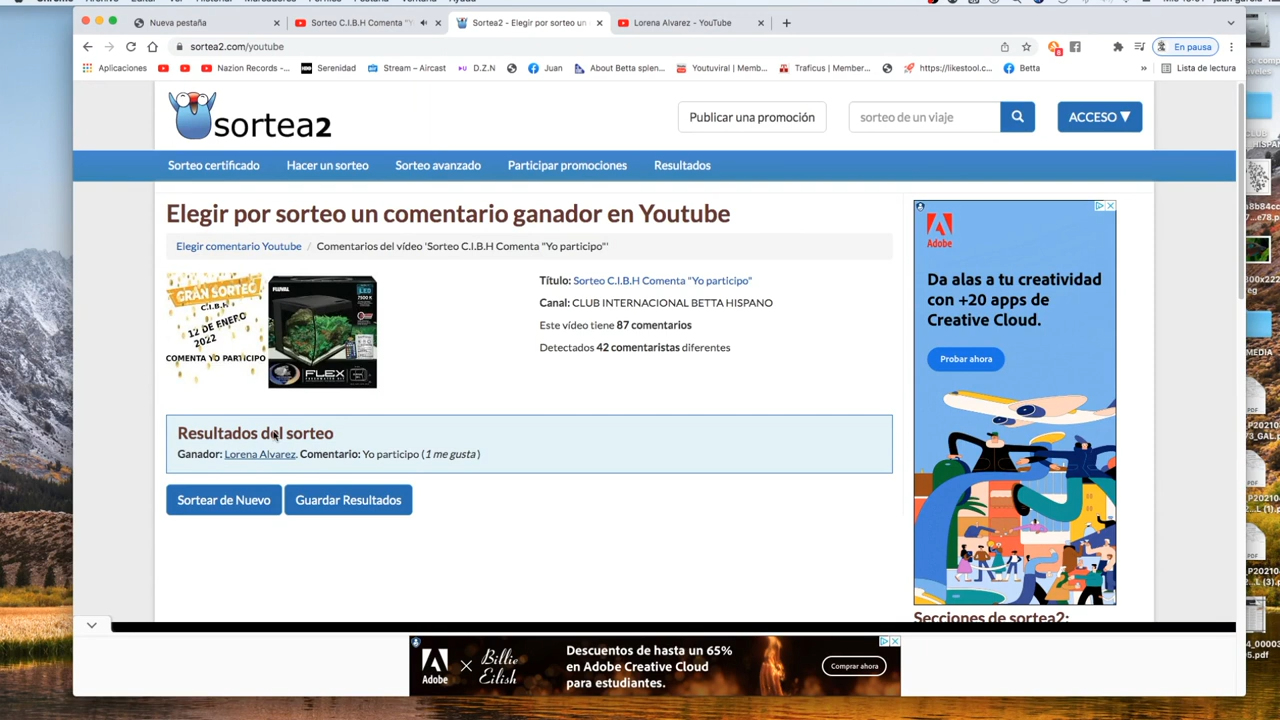 Nueva pestaña
Sorteo C.I.B.H Comenta "Y
Sortea2 - Elegir por sorteo un
Lorena Alvarez - YouTube
sortea2.com/youtube
En pausa
Aplicaciones
Nazion Records -...
Serenidad
Stream – Aircast
D.Z.N
Juan
About Betta splen...
Youtuviral | Memb...
Traficus | Member...
https://likestool.c...
Betta
Lista de lectura
sortea2
Publicar una promoción
sorteo de un viaje
ACCESO ▼
Sorteo certificado
Hacer un sorteo
Sorteo avanzado
Participar promociones
Resultados
Elegir por sorteo un comentario ganador en Youtube
Elegir comentario Youtube / Comentarios del vídeo 'Sorteo C.I.B.H Comenta "Yo participo"'
GRAN SORTEO
C.I.B.H
12 DE ENERO
2022
COMENTA YO PARTICIPO
FLUVAL
LED
7500 K
FLEX
Título: Sorteo C.I.B.H Comenta "Yo participo"
Canal: CLUB INTERNACIONAL BETTA HISPANO
Este vídeo tiene 87 comentarios
Detectados 42 comentaristas diferentes
Resultados del sorteo
Ganador: Lorena Alvarez. Comentario: Yo participo (1 me gusta )
Sortear de Nuevo
Guardar Resultados
Adobe
Da alas a tu creatividad
con +20 apps de
Creative Cloud.
Probar ahora
Secciones de sortea2:
Adobe
Billie
Eilish
Descuentos de hasta un 65%
en Adobe Creative Cloud
para estudiantes.
Comprar ahora